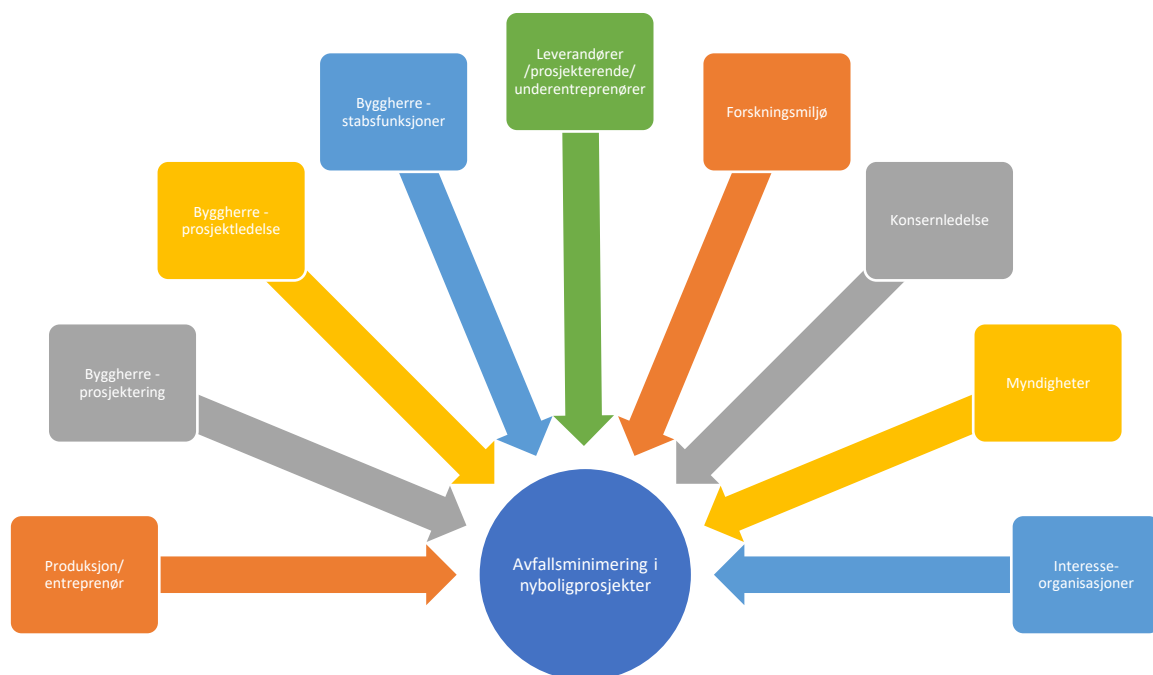 Leverandører
/prosjekterende/
underentreprenører
Byggherre -
stabsfunksjoner
Forskningsmiljø
Byggherre -
prosjektledelse
Konsernledelse
Byggherre -
prosjektering
Myndigheter
Produksjon/
entreprenør
Avfallsminimering i
nyboligprosjekter
Interesse-
organisasjoner